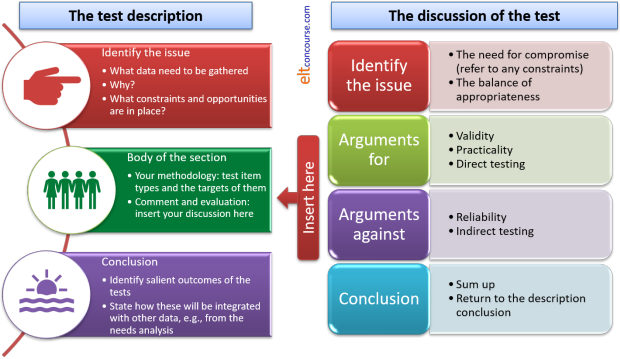 The test description
Identify the issue
• What data need to be gathered
• Why?
• What constraints and opportunities
are in place?
Body of the section
• Your methodology: test item
types and the targets of them
• Comment and evaluation:
insert your discussion here
Conclusion
• Identify salient outcomes of the
tests
• State how these will be integrated
with other data, e.g., from the
needs analysis
eltconcourse.com
Insert here
The discussion of the test
Identify
the issue
• The need for compromise
(refer to any constraints)
• The balance of
appropriateness
Arguments
for
• Validity
• Practicality
• Direct testing
Arguments
against
• Reliability
• Indirect testing
Conclusion
• Sum up
• Return to the description
conclusion